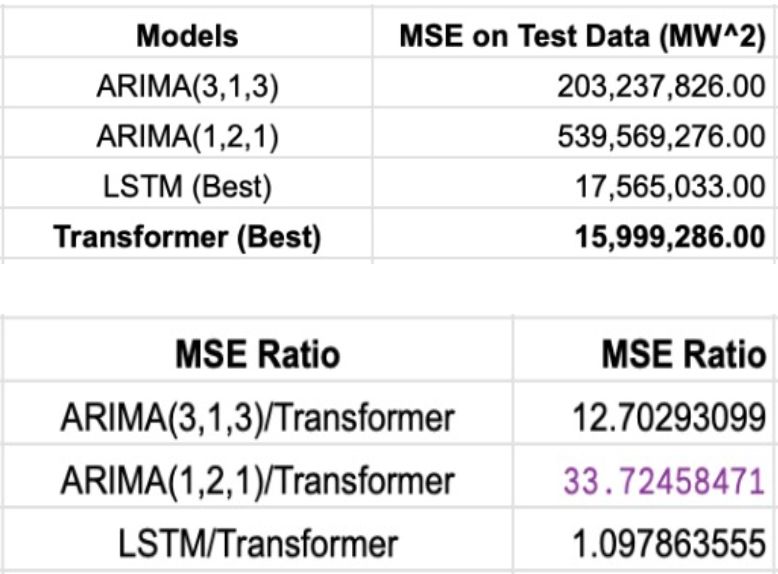 Models MSE on Test Data (MW^2)
ARIMA(3,1,3) 203,237,826.00
ARIMA(1,2,1) 539,569,276.00
LSTM (Best) 17,565,033.00
Transformer (Best) 15,999,286.00
MSE Ratio MSE Ratio
ARIMA(3,1,3)/Transformer 12.70293099
ARIMA(1,2,1)/Transformer 33.72458471
LSTM/Transformer 1.097863555